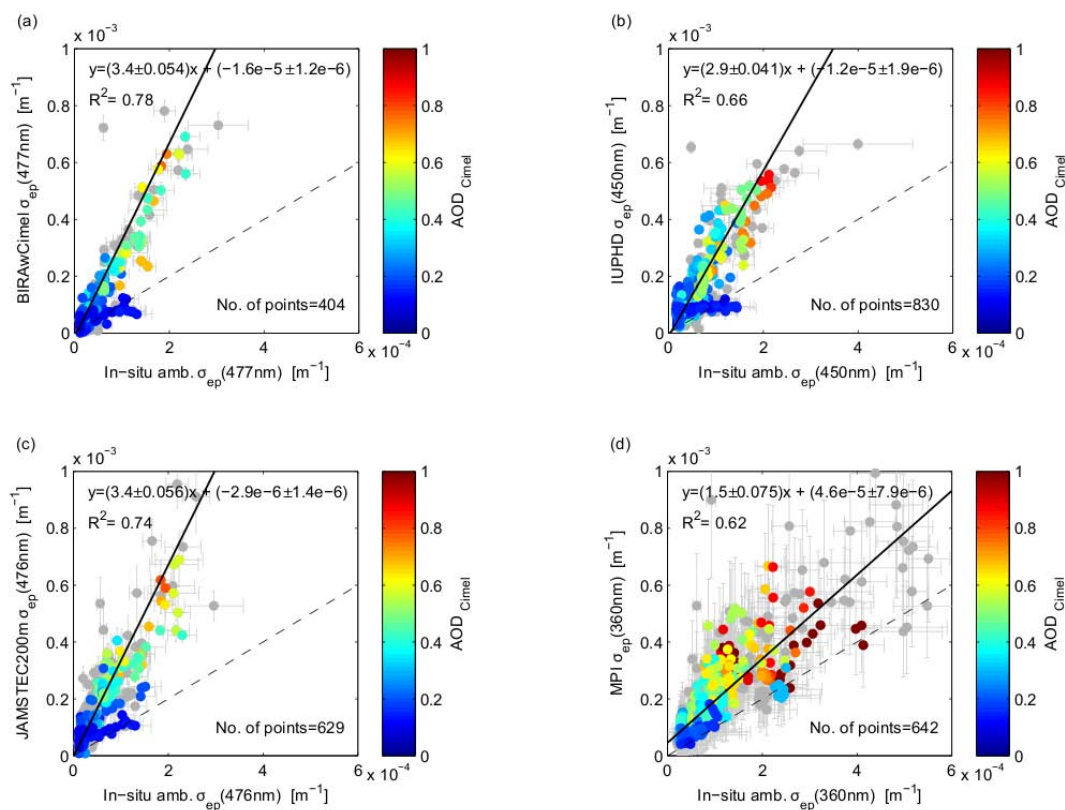 (a)
x 10⁻³
y=(3.4±0.054)x + (−1.6e−5±1.2e−6)
R²= 0.78
No. of points=404
BIRAwCimel σep(477nm) [m⁻¹]
1
0.8
0.6
0.4
0.2
0
0 2 4 6
x 10⁻⁴
In-situ amb. σep(477nm) [m⁻¹]
1
0.8
0.6
0.4
0.2
0
AOD Cimel
(b)
x 10⁻³
y=(2.9±0.041)x + (−1.2e−5±1.9e−6)
R²= 0.66
No. of points=830
IUPHD σep(450nm) [m⁻¹]
1
0.8
0.6
0.4
0.2
0
0 2 4 6
x 10⁻⁴
In-situ amb. σep(450nm) [m⁻¹]
1
0.8
0.6
0.4
0.2
0
AOD Cimel
(c)
x 10⁻³
y=(3.4±0.056)x + (−2.9e−6±1.4e−6)
R²= 0.74
No. of points=629
JAMSTEC200m σep(476nm) [m⁻¹]
1
0.8
0.6
0.4
0.2
0
0 2 4 6
x 10⁻⁴
In-situ amb. σep(476nm) [m⁻¹]
1
0.8
0.6
0.4
0.2
0
AOD Cimel
(d)
x 10⁻³
y=(1.5±0.075)x + (4.6e−5±7.9e−6)
R²= 0.62
No. of points=642
MPI σep(360nm) [m⁻¹]
1
0.8
0.6
0.4
0.2
0
0 2 4 6
x 10⁻⁴
In-situ amb. σep(360nm) [m⁻¹]
1
0.8
0.6
0.4
0.2
0
AOD Cimel